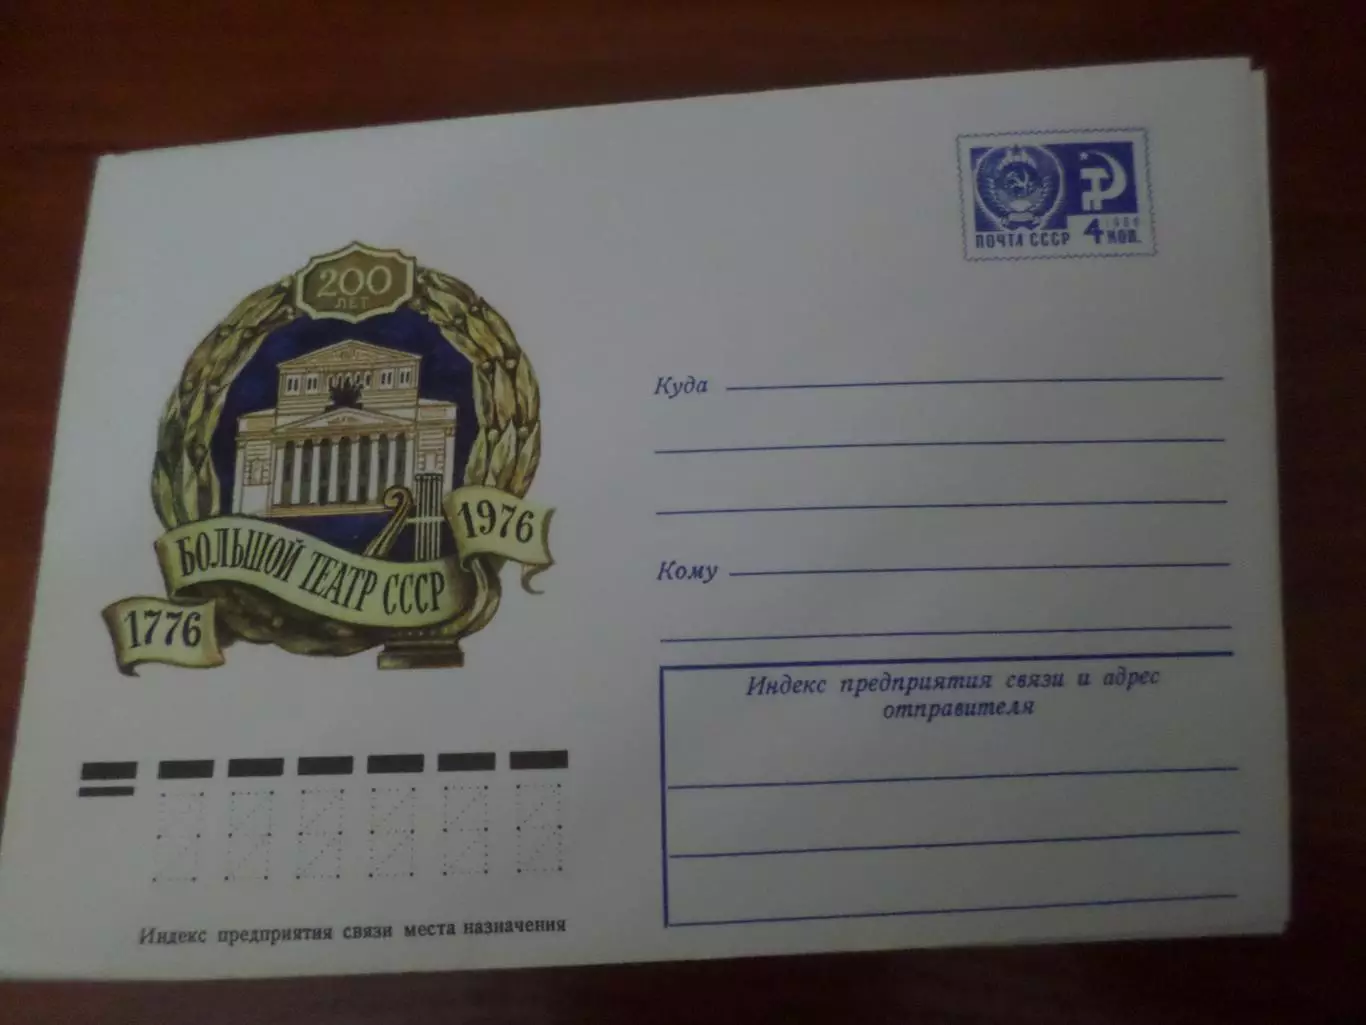 1966
ПОЧТА СССР 4 КОП.
200
ЛЕТ
1976
БОЛЬШОЙ ТЕАТР СССР
1776
Куда
Кому
Индекс предприятия связи и адрес
отправителя
Индекс предприятия связи места назначения